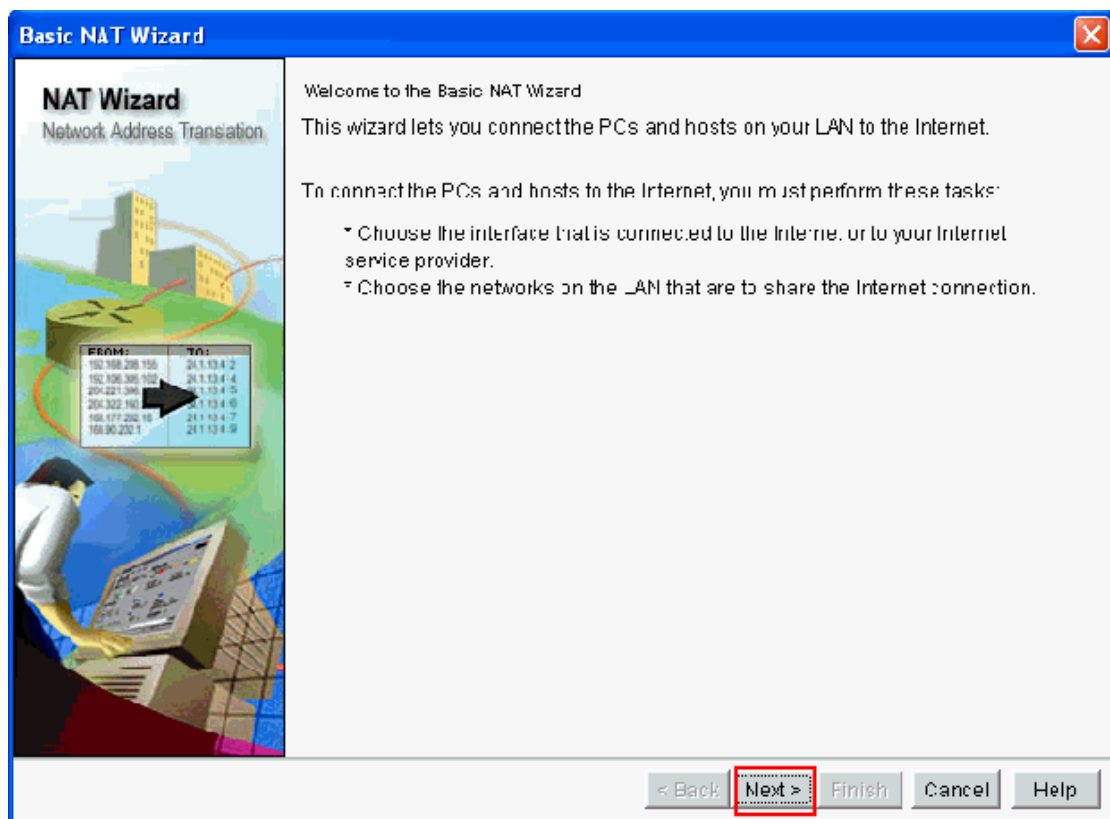 Basic NAT Wizard
NAT Wizard
Network Address Translation
Welcome to the Basic NAT Wizard
This wizard lets you connect the PCs and hosts on your LAN to the Internet.
To connect the PCs and hosts to the Internet, you must perform these tasks:
* Choose the interface that is connected to the Internet or to your Internet
service provider.
* Choose the networks on the LAN that are to share the Internet connection.
FROM: TO:
< Back Next > Finish Cancel Help